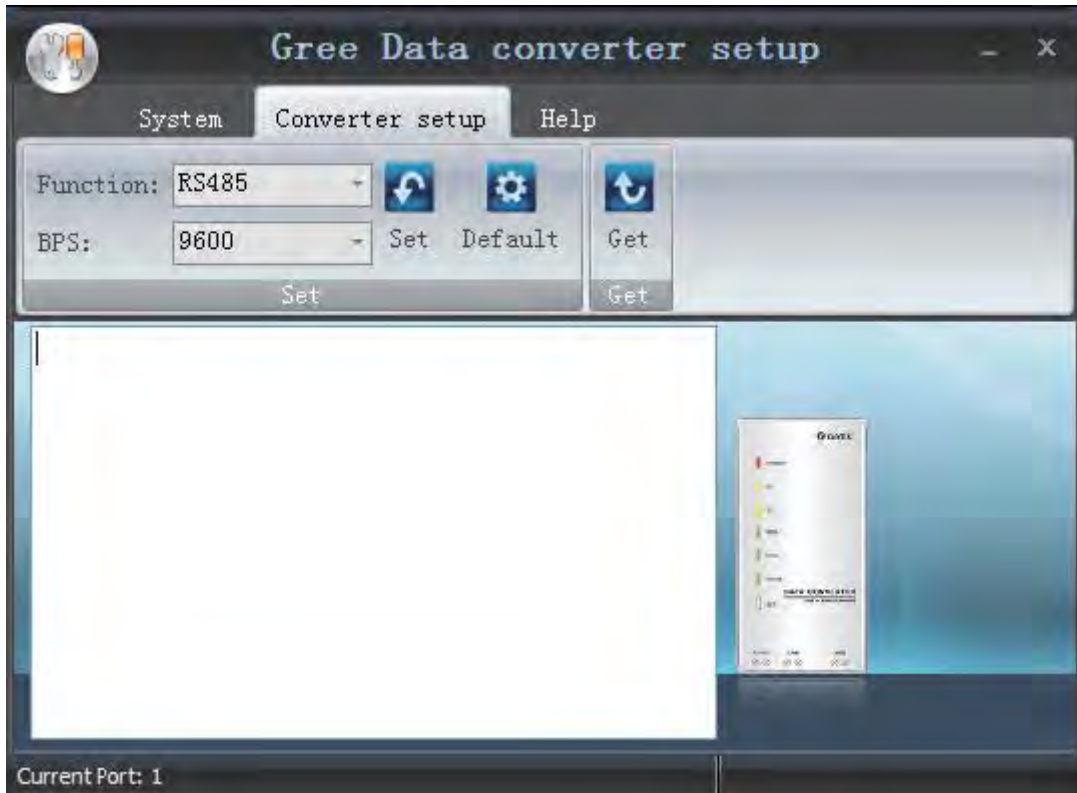 Gree Data converter setup
System Converter setup Help
Function: RS485
BPS: 9600
Set Default Get
Set Get
Current Port: 1